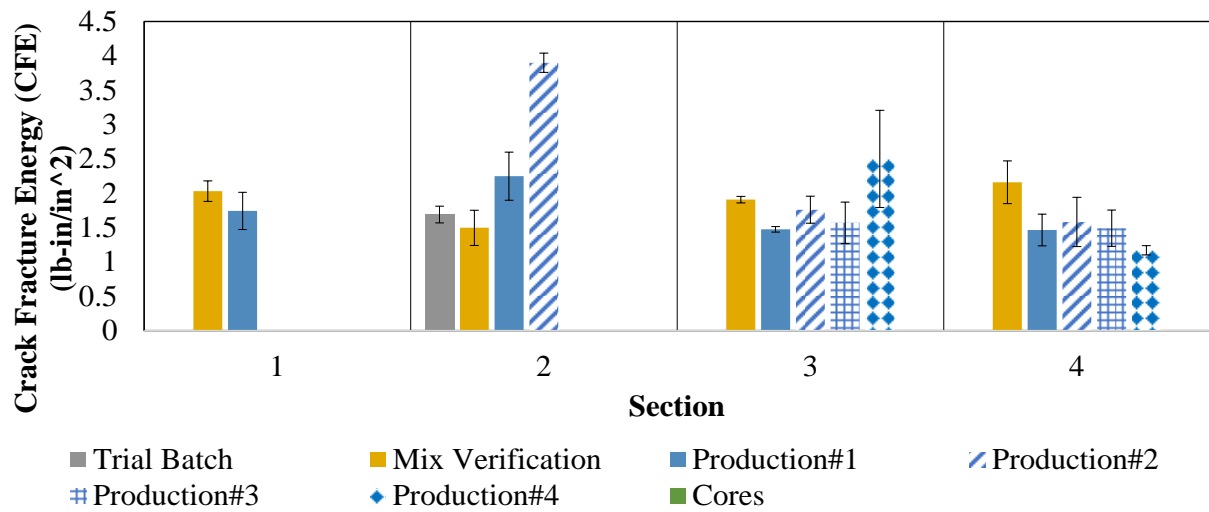 Crack Fracture Energy (CFE)
(lb-in/in^2)
4.5
4
3.5
3
2.5
2
1.5
1
0.5
0
1 2 3 4
Section
Trial Batch Mix Verification Production#1 Production#2
Production#3 Production#4 Cores